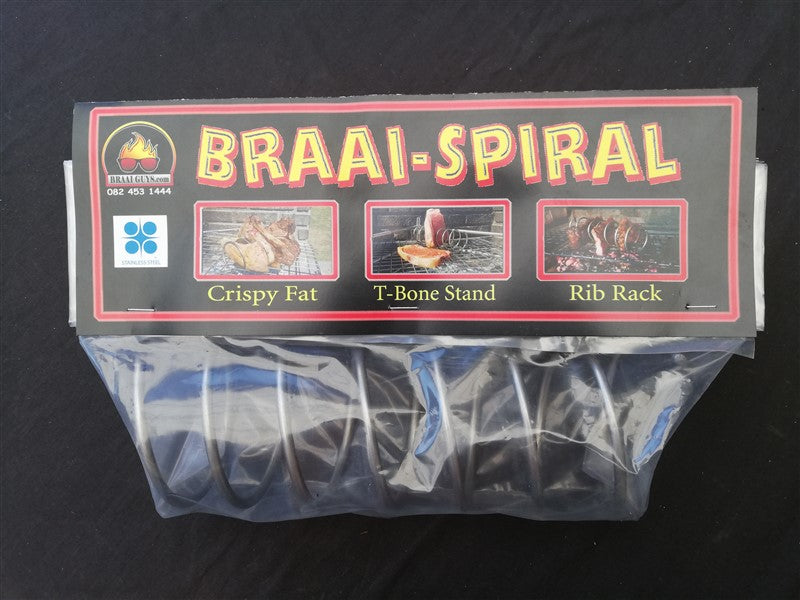 BRAAI-SPIRAL
BRAAI GUYS.com
082 453 1444
STAINLESS STEEL
Crispy Fat
T-Bone Stand
Rib Rack